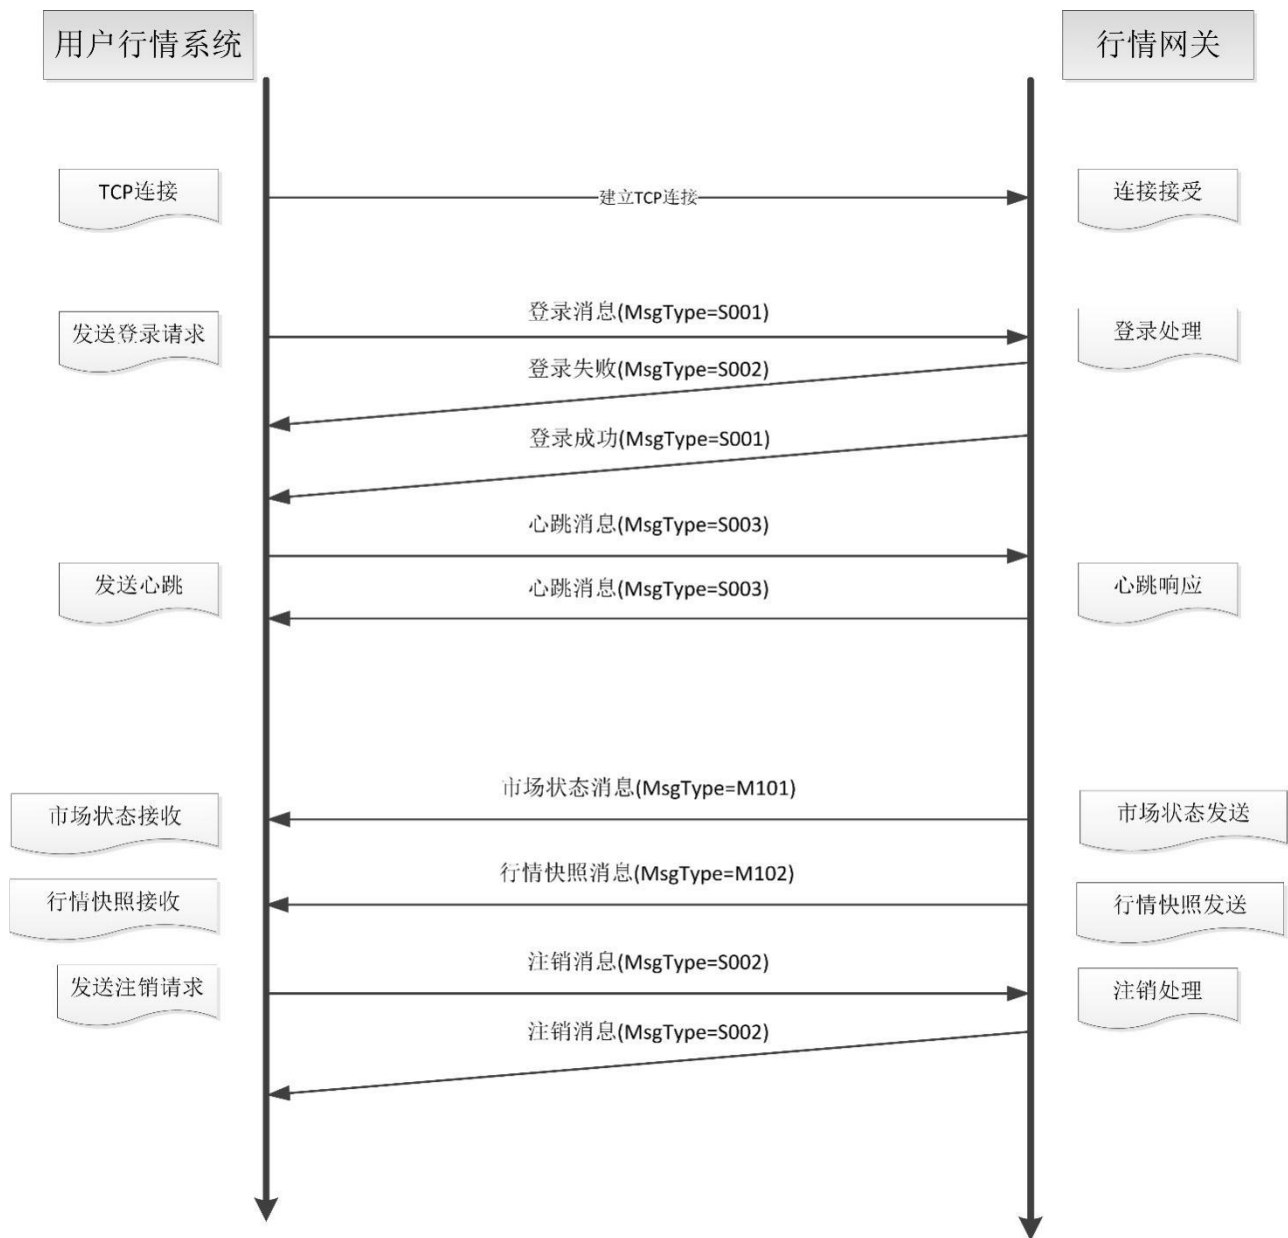 用户行情系统
行情网关
TCP连接
建立TCP连接
连接接受
登录消息(MsgType=S001)
发送登录请求
登录处理
登录失败(MsgType=S002)
登录成功(MsgType=S001)
心跳消息(MsgType=S003)
发送心跳
心跳消息(MsgType=S003)
心跳响应
市场状态消息(MsgType=M101)
市场状态接收
市场状态发送
行情快照消息(MsgType=M102)
行情快照接收
行情快照发送
注销消息(MsgType=S002)
发送注销请求
注销处理
注销消息(MsgType=S002)